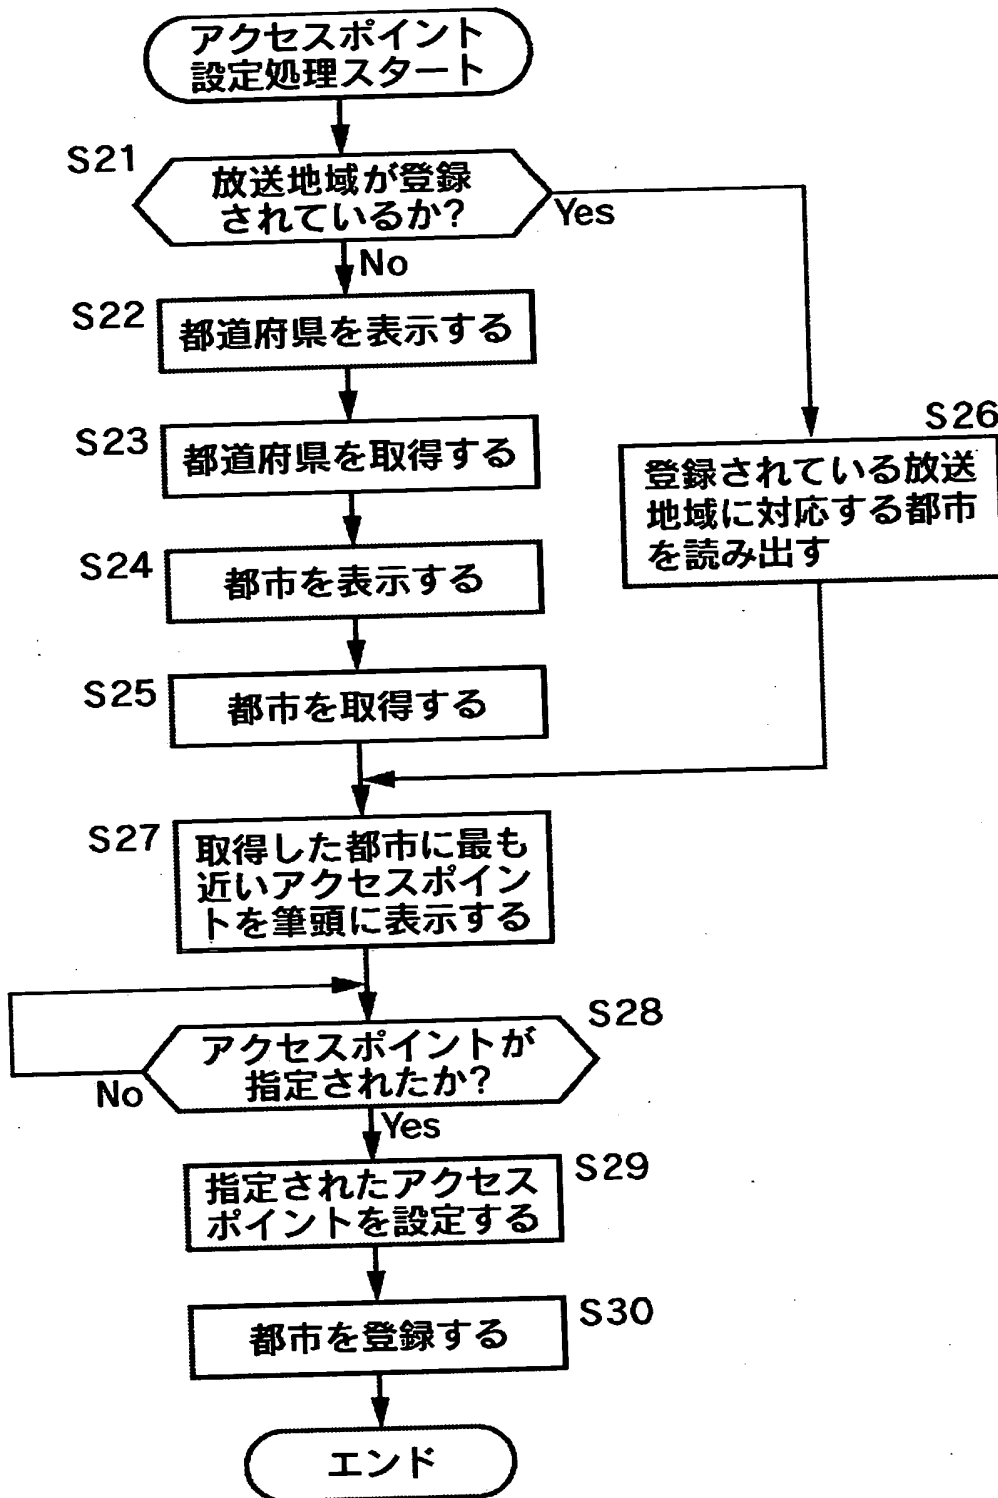 アクセスポイント
設定処理スタート
S21
放送地域が登録
されているか?
Yes
No
S22
都道府県を表示する
S23
都道府県を取得する
S26
登録されている放送
地域に対応する都市
を読み出す
S24
都市を表示する
S25
都市を取得する
S27
取得した都市に最も
近いアクセスポイン
トを筆頭に表示する
S28
アクセスポイントが
指定されたか?
No
Yes
S29
指定されたアクセス
ポイントを設定する
S30
都市を登録する
エンド